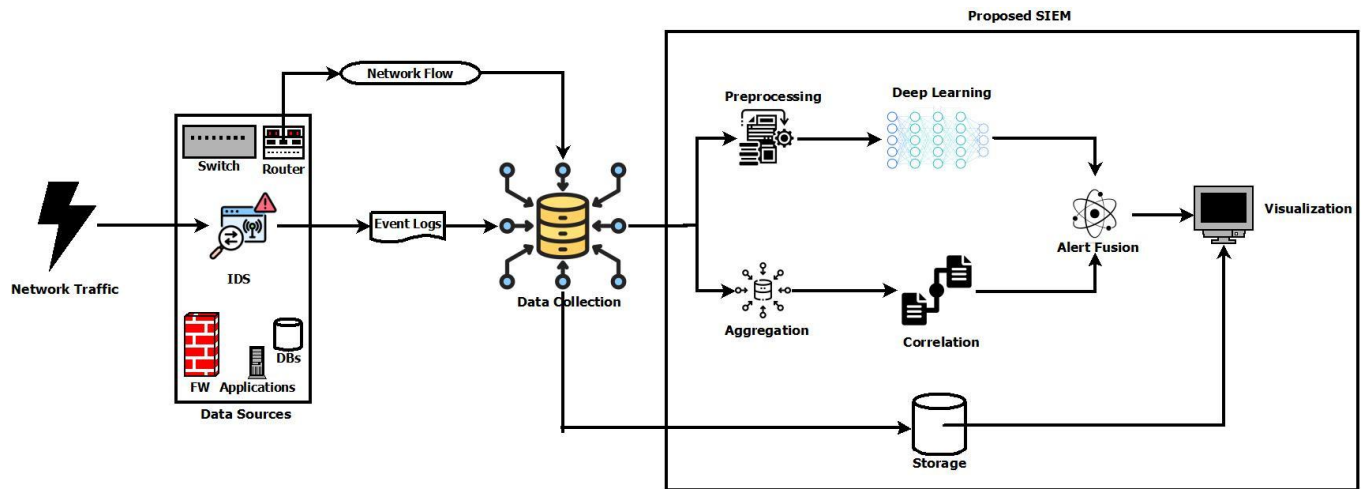 Proposed SIEM
Network Flow
Preprocessing
Deep Learning
Switch
Router
Event Logs
Network Traffic
IDS
Data Collection
Alert Fusion
Visualization
Aggregation
Correlation
DBs
FW
Applications
Data Sources
Storage